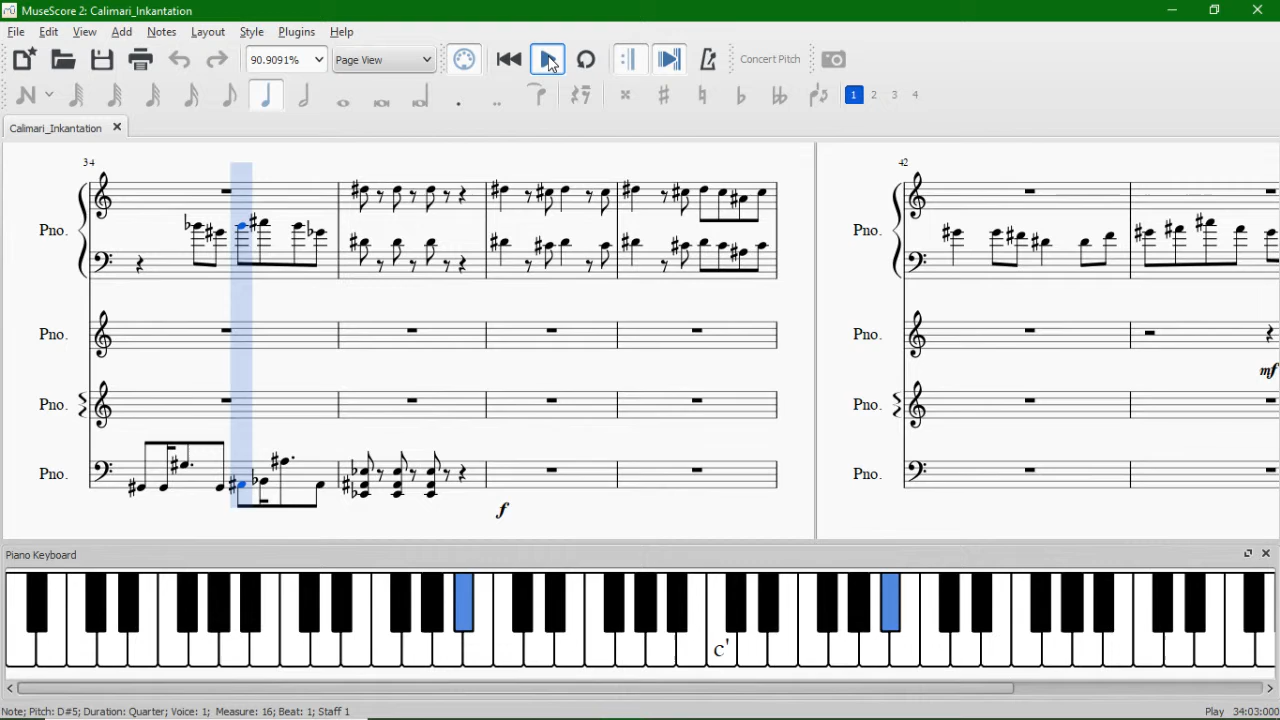 MuseScore 2: Calimari_Inkantation
File Edit View Add Notes Layout Style Plugins Help
90.9091% Page View Concert Pitch
1 2 3 4
Calimari_Inkantation
34 42
Pno. Pno.
Pno. Pno.
mf
Pno. Pno.
Pno. Pno.
f
Piano Keyboard
c'
Note; Pitch: D#5; Duration: Quarter; Voice: 1; Measure: 16; Beat: 1; Staff 1 Play 34:03:000